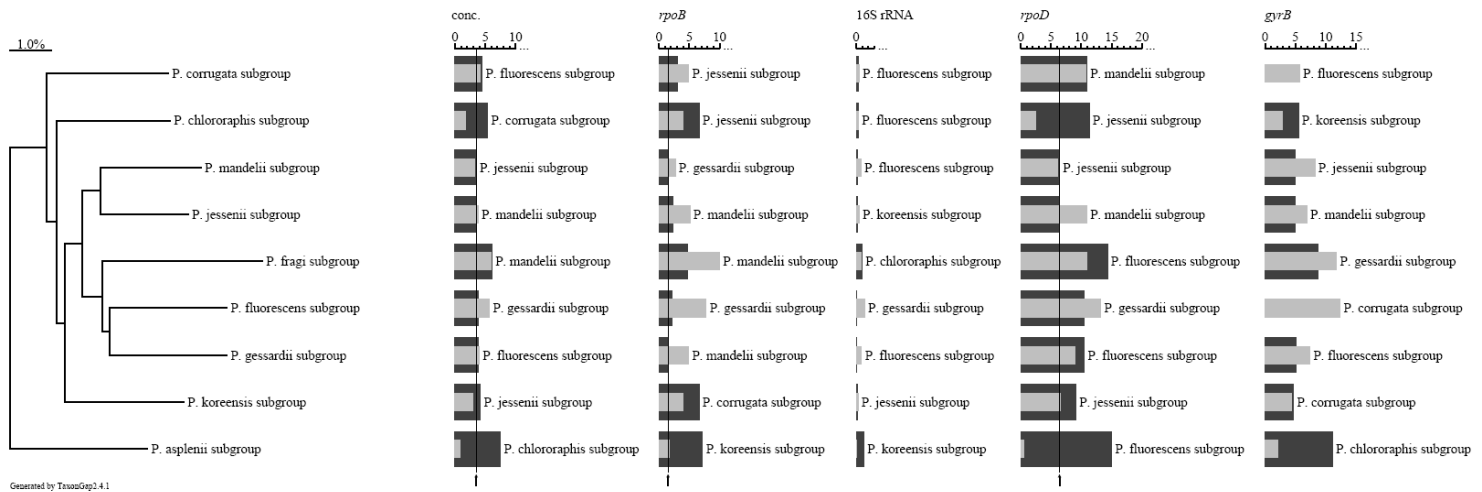 conc. rpoB 16S rRNA rpoD gyrB
1.0% 0 5 10 ... 0 5 10 ... 0 ... 0 5 10 15 20 ... 0 5 10 15 ...
P. corrugata subgroup P. fluorescens subgroup P. jessenii subgroup P. fluorescens subgroup P. mandelii subgroup P. fluorescens subgroup
P. chlororaphis subgroup P. corrugata subgroup P. jessenii subgroup P. fluorescens subgroup P. jessenii subgroup P. koreensis subgroup
P. mandelii subgroup P. jessenii subgroup P. gessardii subgroup P. fluorescens subgroup P. jessenii subgroup P. jessenii subgroup
P. jessenii subgroup P. mandelii subgroup P. mandelii subgroup P. koreensis subgroup P. mandelii subgroup P. mandelii subgroup
P. fragi subgroup P. mandelii subgroup P. mandelii subgroup P. chlororaphis subgroup P. fluorescens subgroup P. gessardii subgroup
P. fluorescens subgroup P. gessardii subgroup P. gessardii subgroup P. gessardii subgroup P. gessardii subgroup P. corrugata subgroup
P. gessardii subgroup P. fluorescens subgroup P. mandelii subgroup P. fluorescens subgroup P. fluorescens subgroup P. fluorescens subgroup
P. koreensis subgroup P. jessenii subgroup P. corrugata subgroup P. jessenii subgroup P. jessenii subgroup P. corrugata subgroup
P. asplenii subgroup P. chlororaphis subgroup P. koreensis subgroup P. koreensis subgroup P. fluorescens subgroup P. chlororaphis subgroup
Generated by TaxonGap2.4.1